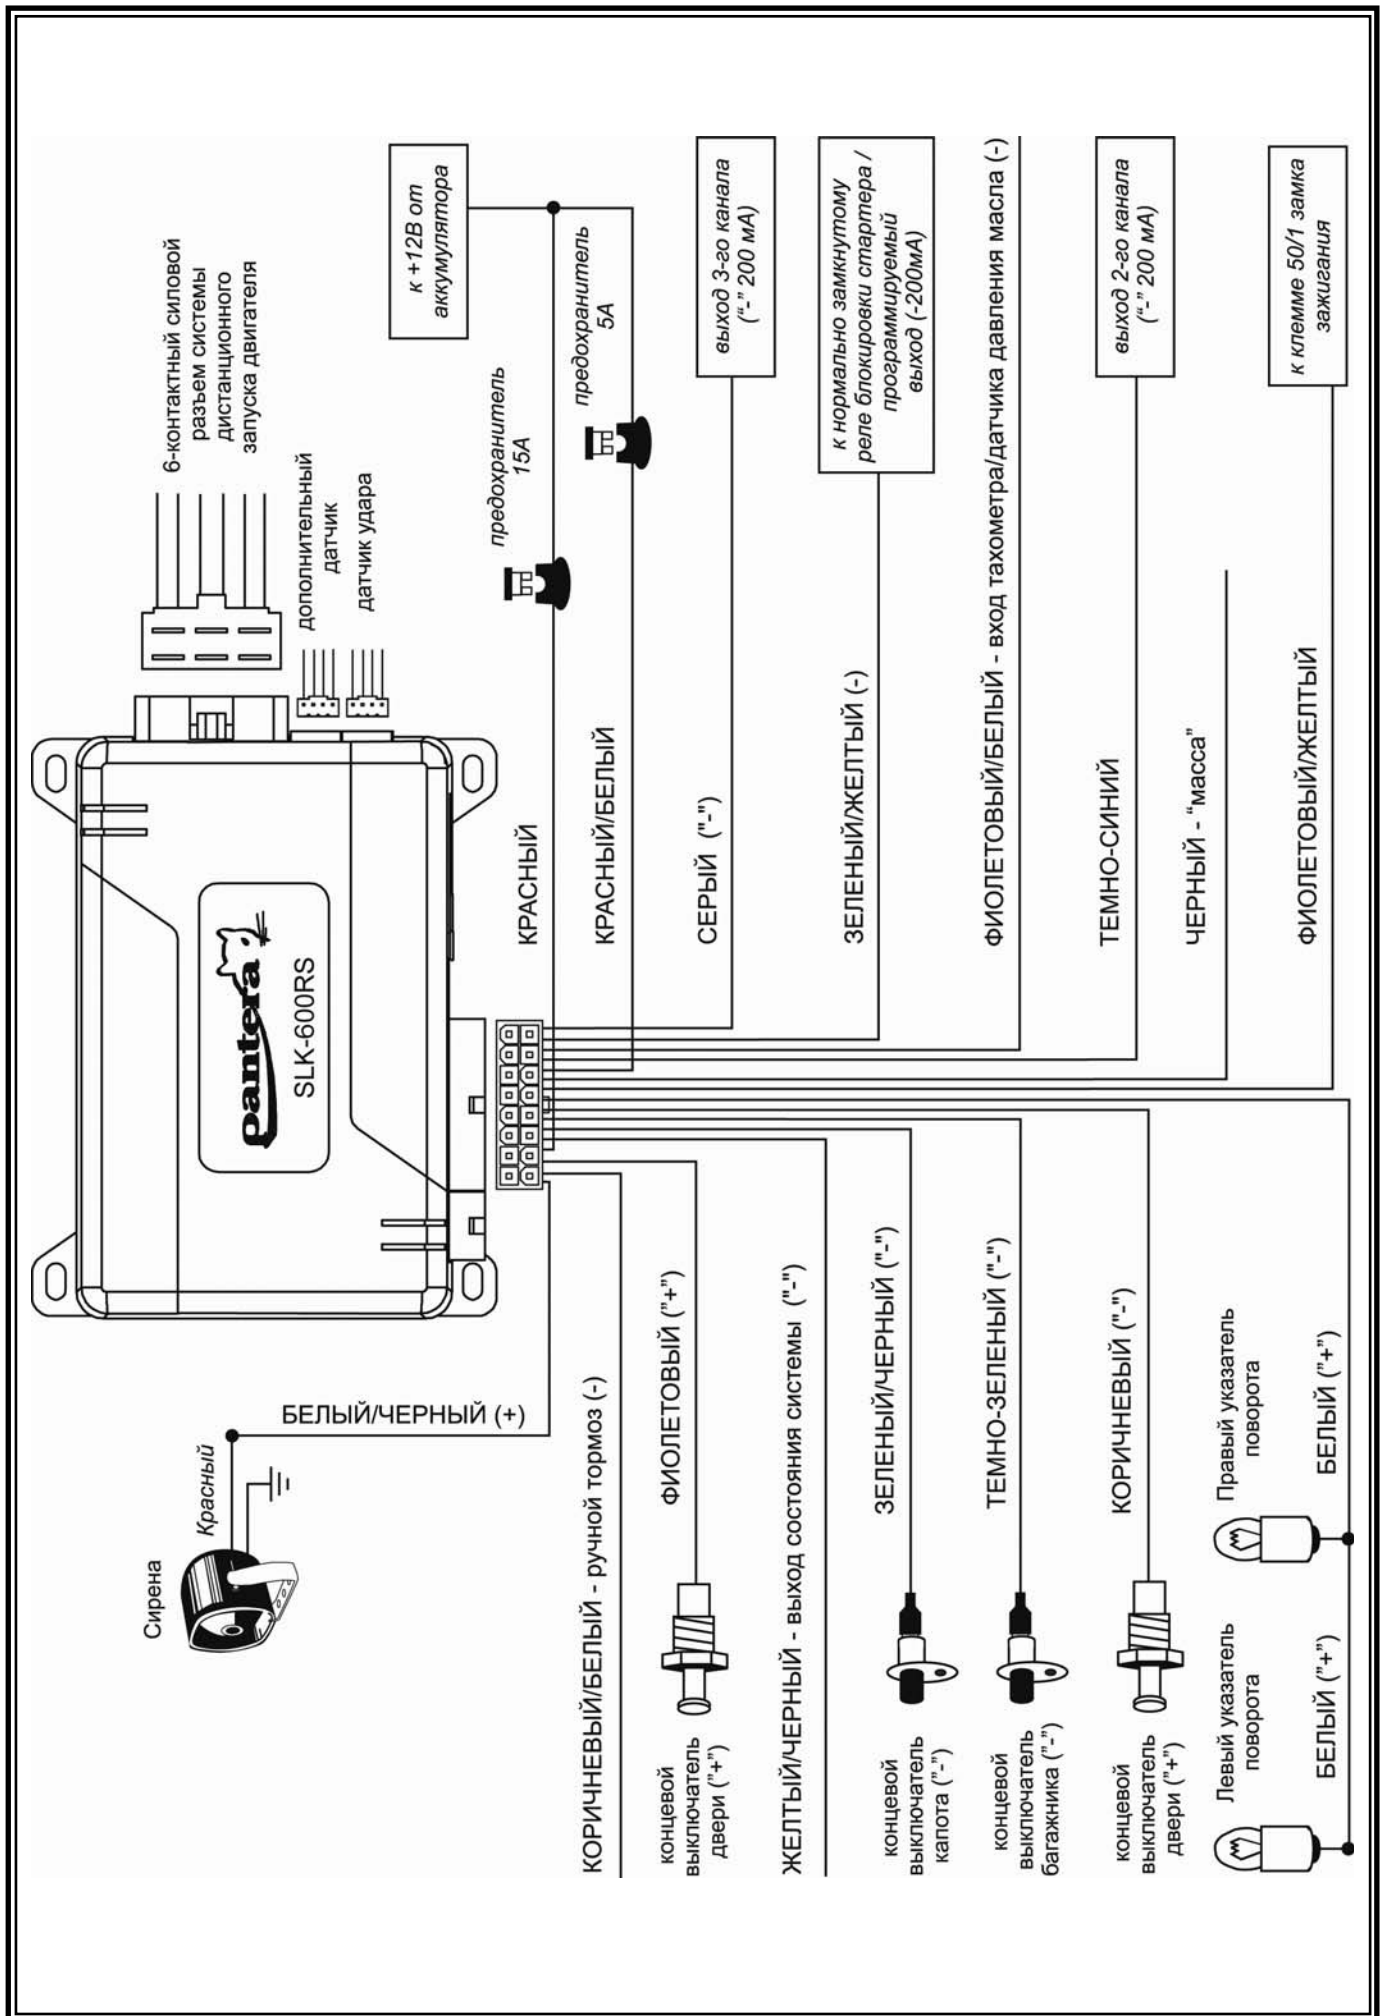 Сирена
Красный
БЕЛЫЙ/ЧЕРНЫЙ (+)
pantera
SLK-600RS
6-контактный силовой
разъем системы
дистанционного
запуска двигателя
дополнительный
датчик
датчик удара
к +12В от
аккумулятора
предохранитель
15А
предохранитель
5А
КРАСНЫЙ
КРАСНЫЙ/БЕЛЫЙ
СЕРЫЙ ("-")
выход 3-го канала
("-" 200 мА)
ЗЕЛЕНЫЙ/ЖЕЛТЫЙ (-)
к нормально замкнутому
реле блокировки стартера /
программируемый
выход (-200мА)
ФИОЛЕТОВЫЙ/БЕЛЫЙ - вход тахометра/датчика давления масла (-)
ТЕМНО-СИНИЙ
выход 2-го канала
("-" 200 мА)
ЧЕРНЫЙ - "масса"
ФИОЛЕТОВЫЙ/ЖЕЛТЫЙ
к клемме 50/1 замка
зажигания
КОРИЧНЕВЫЙ/БЕЛЫЙ - ручной тормоз (-)
концевой
выключатель
двери ("+")
ФИОЛЕТОВЫЙ ("+")
ЖЕЛТЫЙ/ЧЕРНЫЙ - выход состояния системы ("-")
концевой
выключатель
капота ("-")
ЗЕЛЕНЫЙ/ЧЕРНЫЙ ("-")
концевой
выключатель
багажника ("-")
ТЕМНО-ЗЕЛЕНЫЙ ("-")
концевой
выключатель
двери ("+")
КОРИЧНЕВЫЙ ("-")
Левый указатель
поворота
БЕЛЫЙ ("+")
Правый указатель
поворота
БЕЛЫЙ ("+")